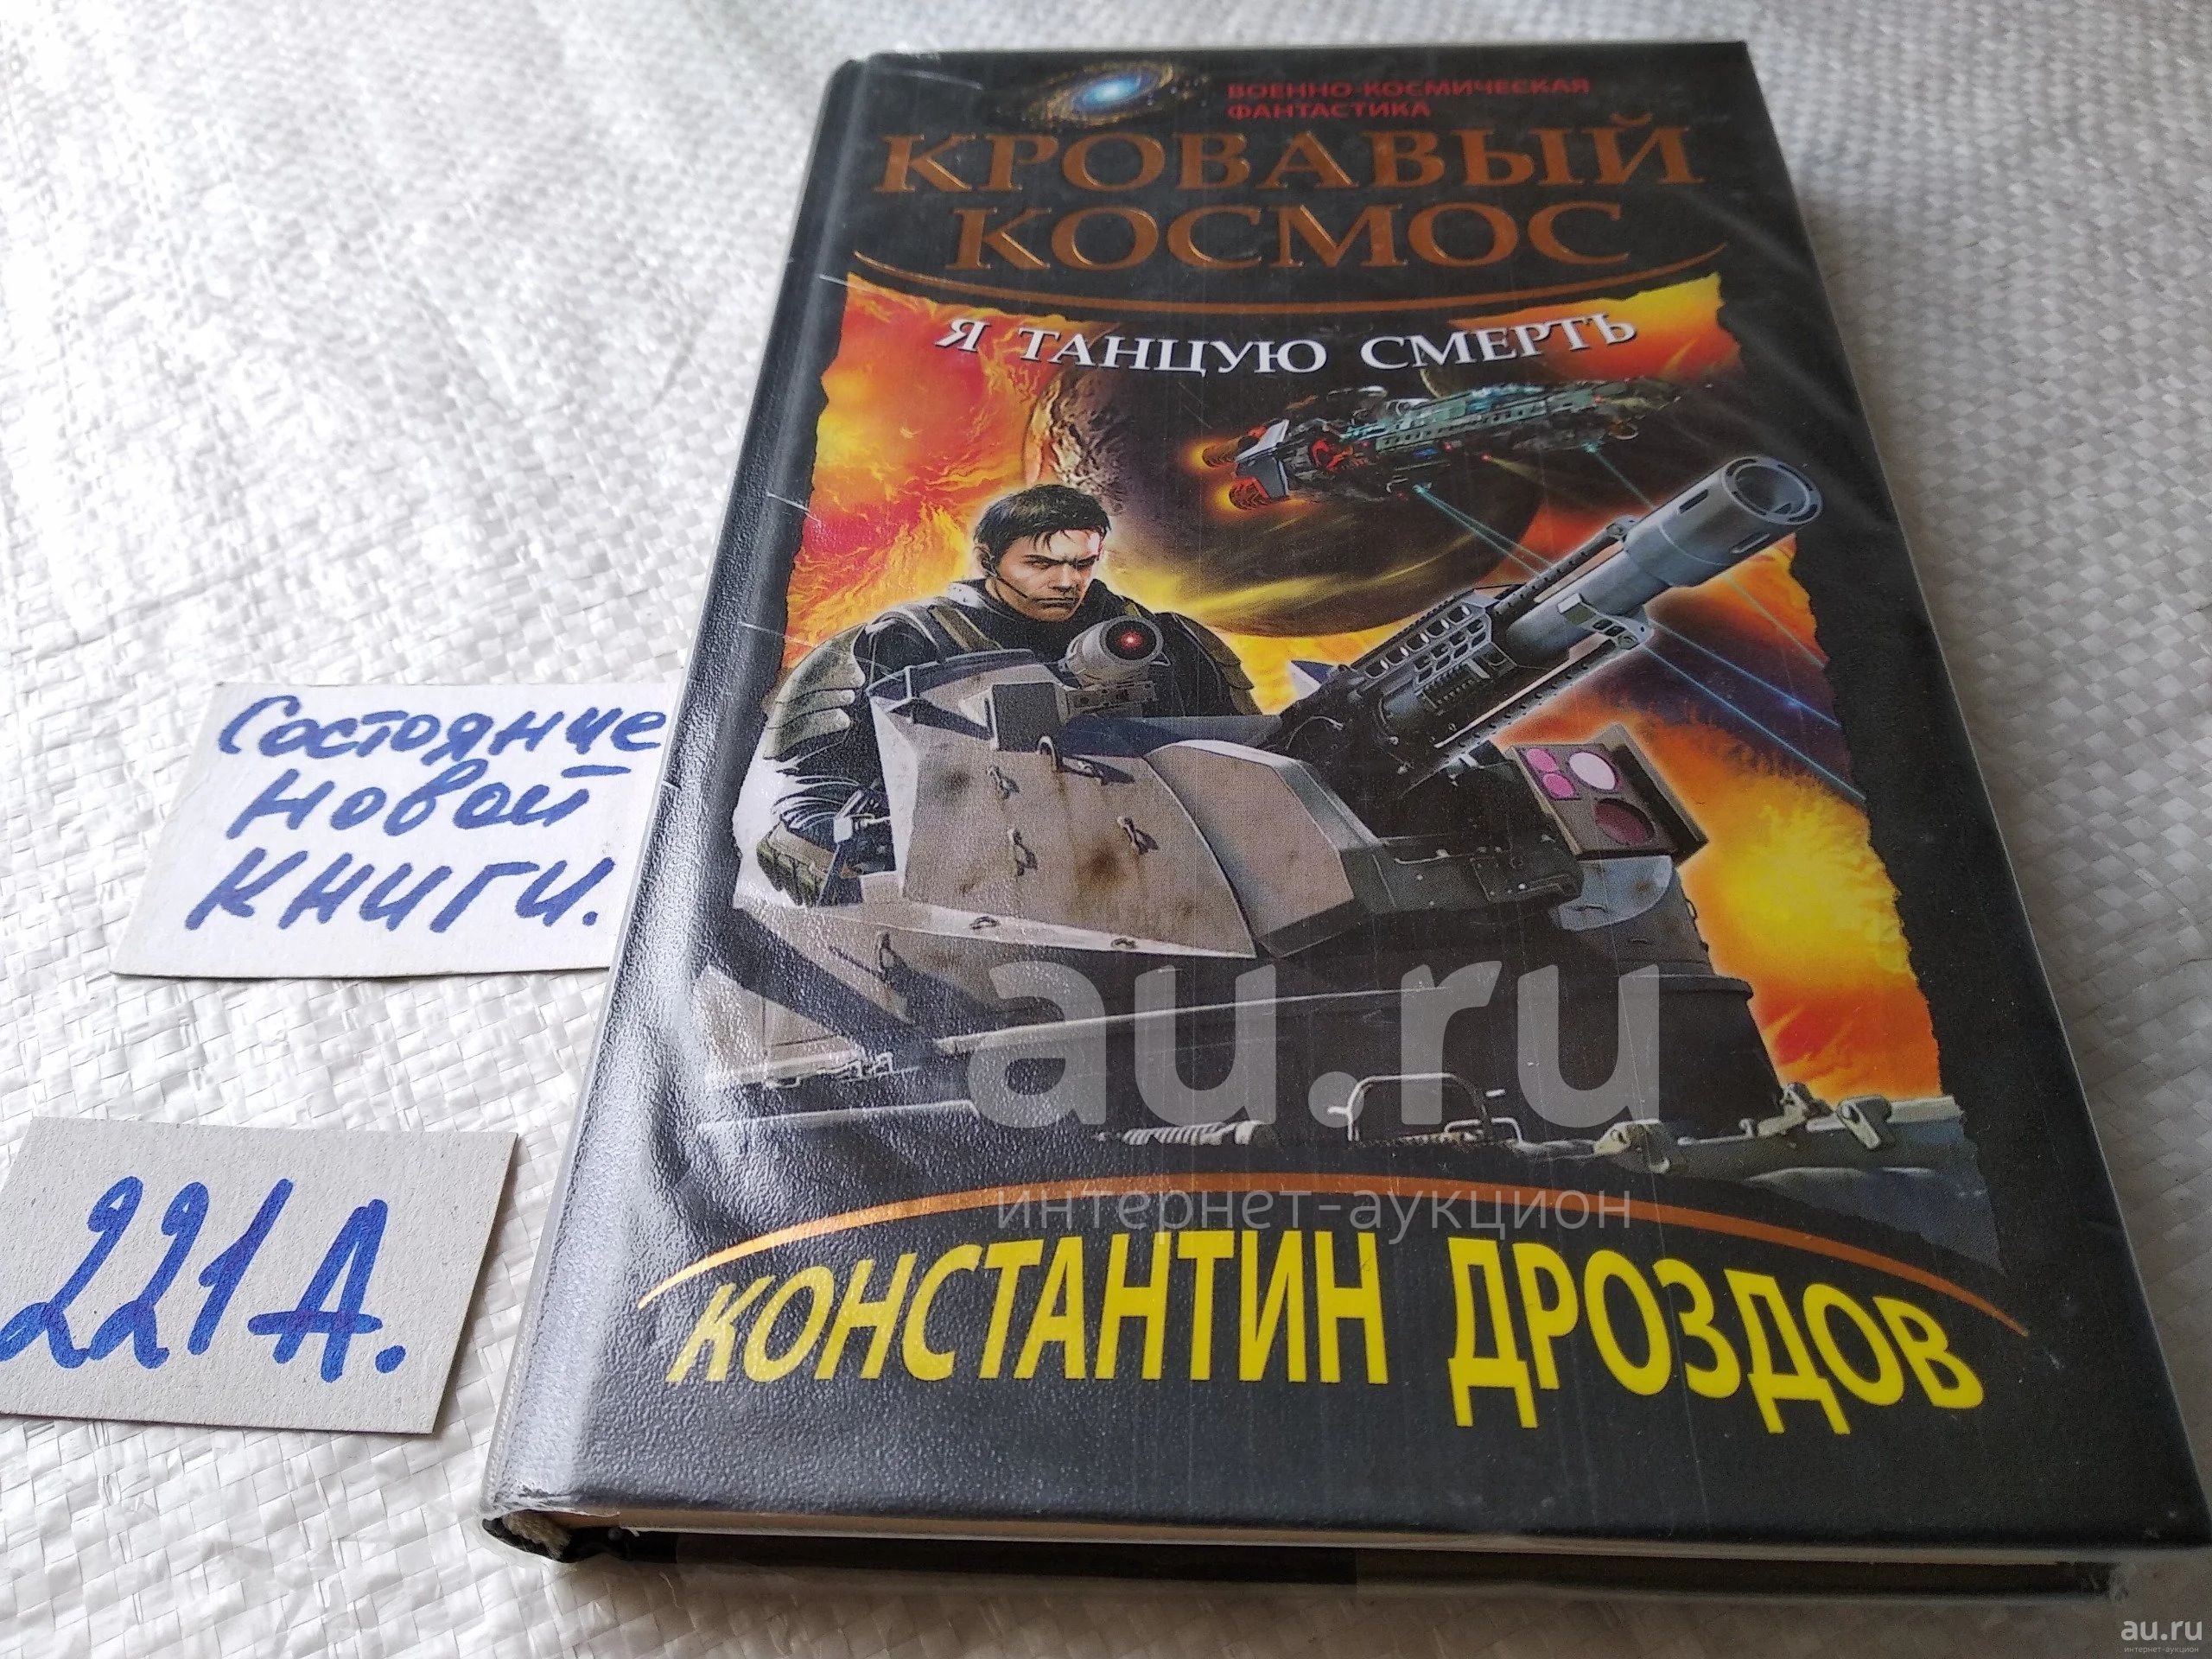 ВОЕННО-КОСМИЧЕСКАЯ
ФАНТАСТИКА
КРОВАВЫЙ
КОСМОС
Я ТАНЦУЮ СМЕРТЬ
Состояние
новой
книги.
221А.
au.ru
интернет-аукцион
КОНСТАНТИН ДРОЗДОВ
au.ru
интернет-аукцион